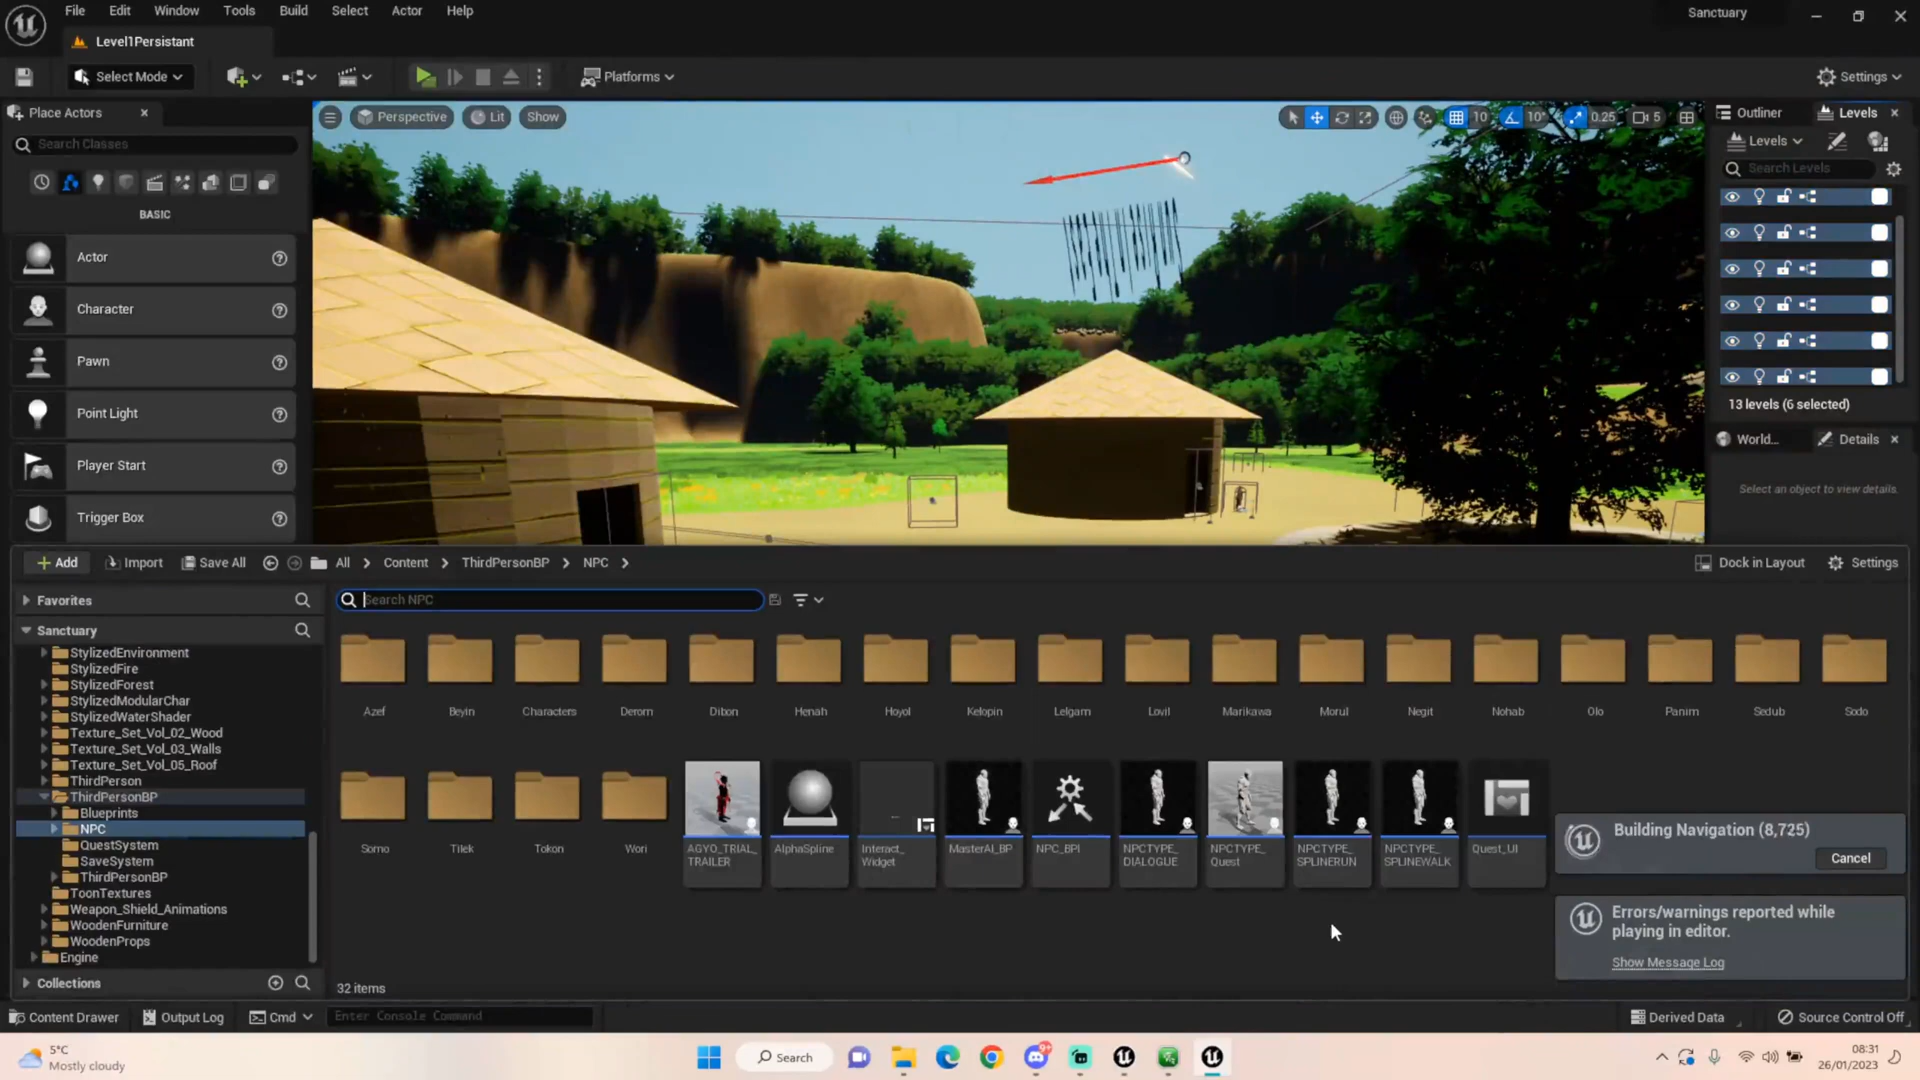 File Edit Window Tools Build Select Actor Help
Sanctuary
Level1Persistant
Select Mode
Platforms
Settings
Place Actors
Search Classes
BASIC
Actor
Character
Pawn
Point Light
Player Start
Trigger Box
Perspective
Lit
Show
10
10°
0.25
5
Outliner
Levels
Levels
Search Levels
13 levels (6 selected)
World...
Details
Select an object to view details.
Add
Import
Save All
All
Content
ThirdPersonBP
NPC
Dock in Layout
Settings
Favorites
Sanctuary
StylizedEnvironment
StylizedFire
StylizedForest
StylizedModularChar
StylizedWaterShader
Texture_Set_Vol_02_Wood
Texture_Set_Vol_03_Walls
Texture_Set_Vol_05_Roof
ThirdPerson
ThirdPersonBP
Blueprints
NPC
QuestSystem
SaveSystem
ThirdPersonBP
ToonTextures
Weapon_Shield_Animations
WoodenFurniture
WoodenProps
Engine
Collections
Search NPC
Azef
Beyin
Characters
Derorn
Dibon
Henah
Hoyol
Kelopin
Lelgam
Lovil
Marikawa
Morul
Negit
Nohab
Olo
Panim
Sedub
Sodo
Somo
Tilek
Tokon
Wori
AGYO_TRIAL_
TRAILER
AlphaSpline
Interact_
Widget
MasterAI_BP
NPC_BPI
NPCTYPE_
DIALOGUE
NPCTYPE_
Quest
NPCTYPE_
SPLINERUN
NPCTYPE_
SPLINEWALK
Quest_UI
32 items
Building Navigation (8,725)
Cancel
Errors/warnings reported while
playing in editor.
Show Message Log
Content Drawer
Output Log
Cmd
Enter Console Command
Derived Data
Source Control Off
5°C
Mostly cloudy
Search
9+
08:31
26/01/2023